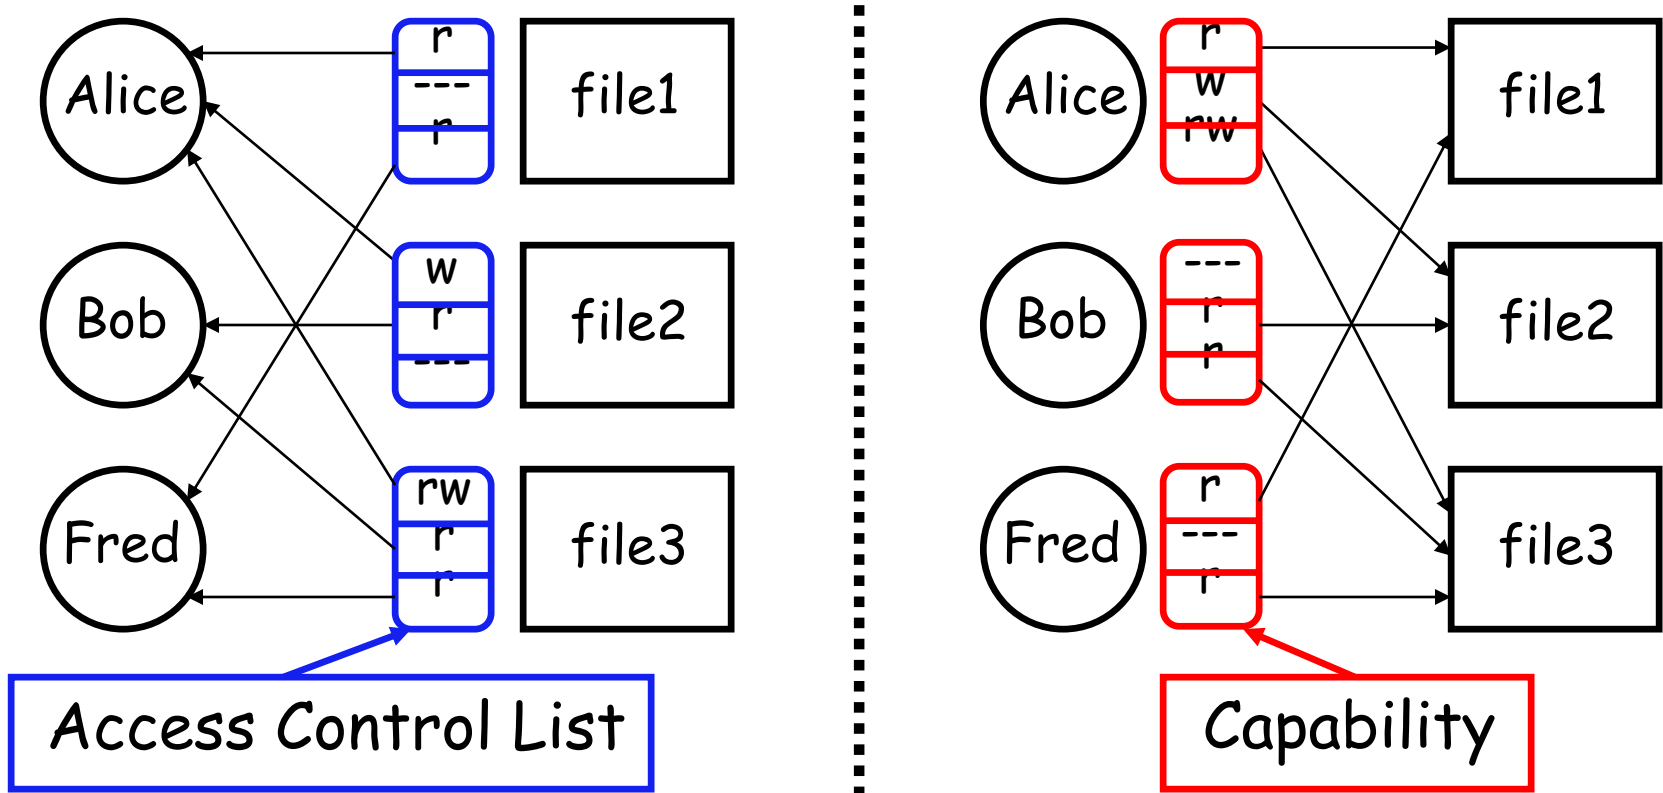 Alice
r
---
r
file1
Bob
w
r
---
file2
Fred
rw
r
r
file3
Access Control List
Alice
r
w
rw
file1
Bob
---
r
r
file2
Fred
r
---
r
file3
Capability